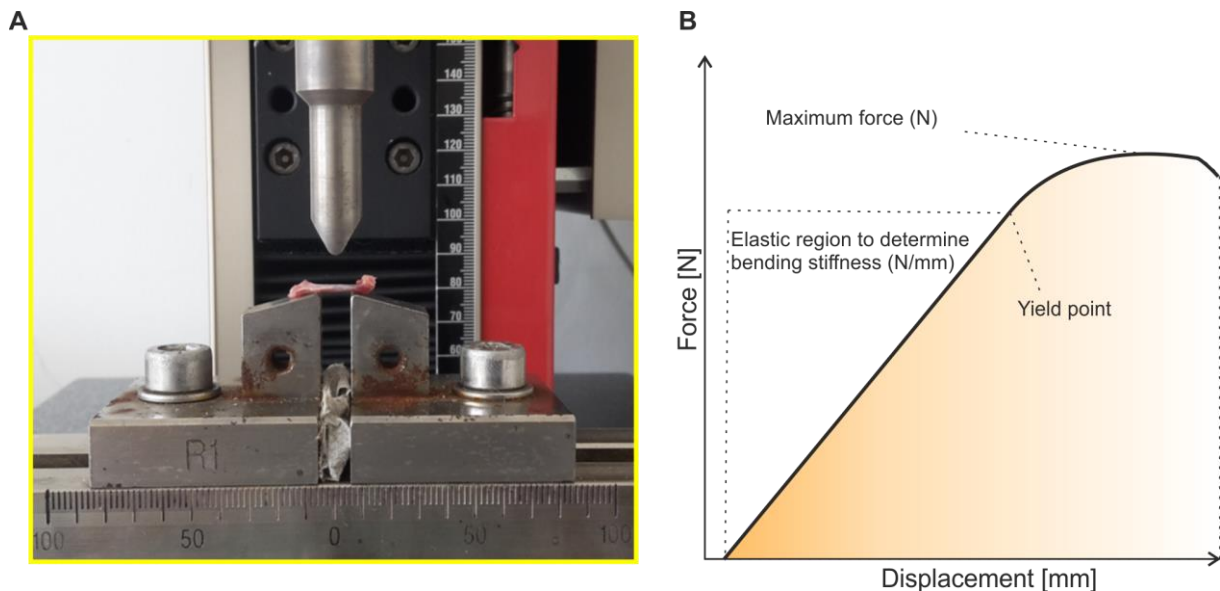 A
B
140
130
120
110
100
90
80
70
60
R1
100
50
0
50
100
Maximum force (N)
Elastic region to determine
bending stiffness (N/mm)
Yield point
Force [N]
Displacement [mm]